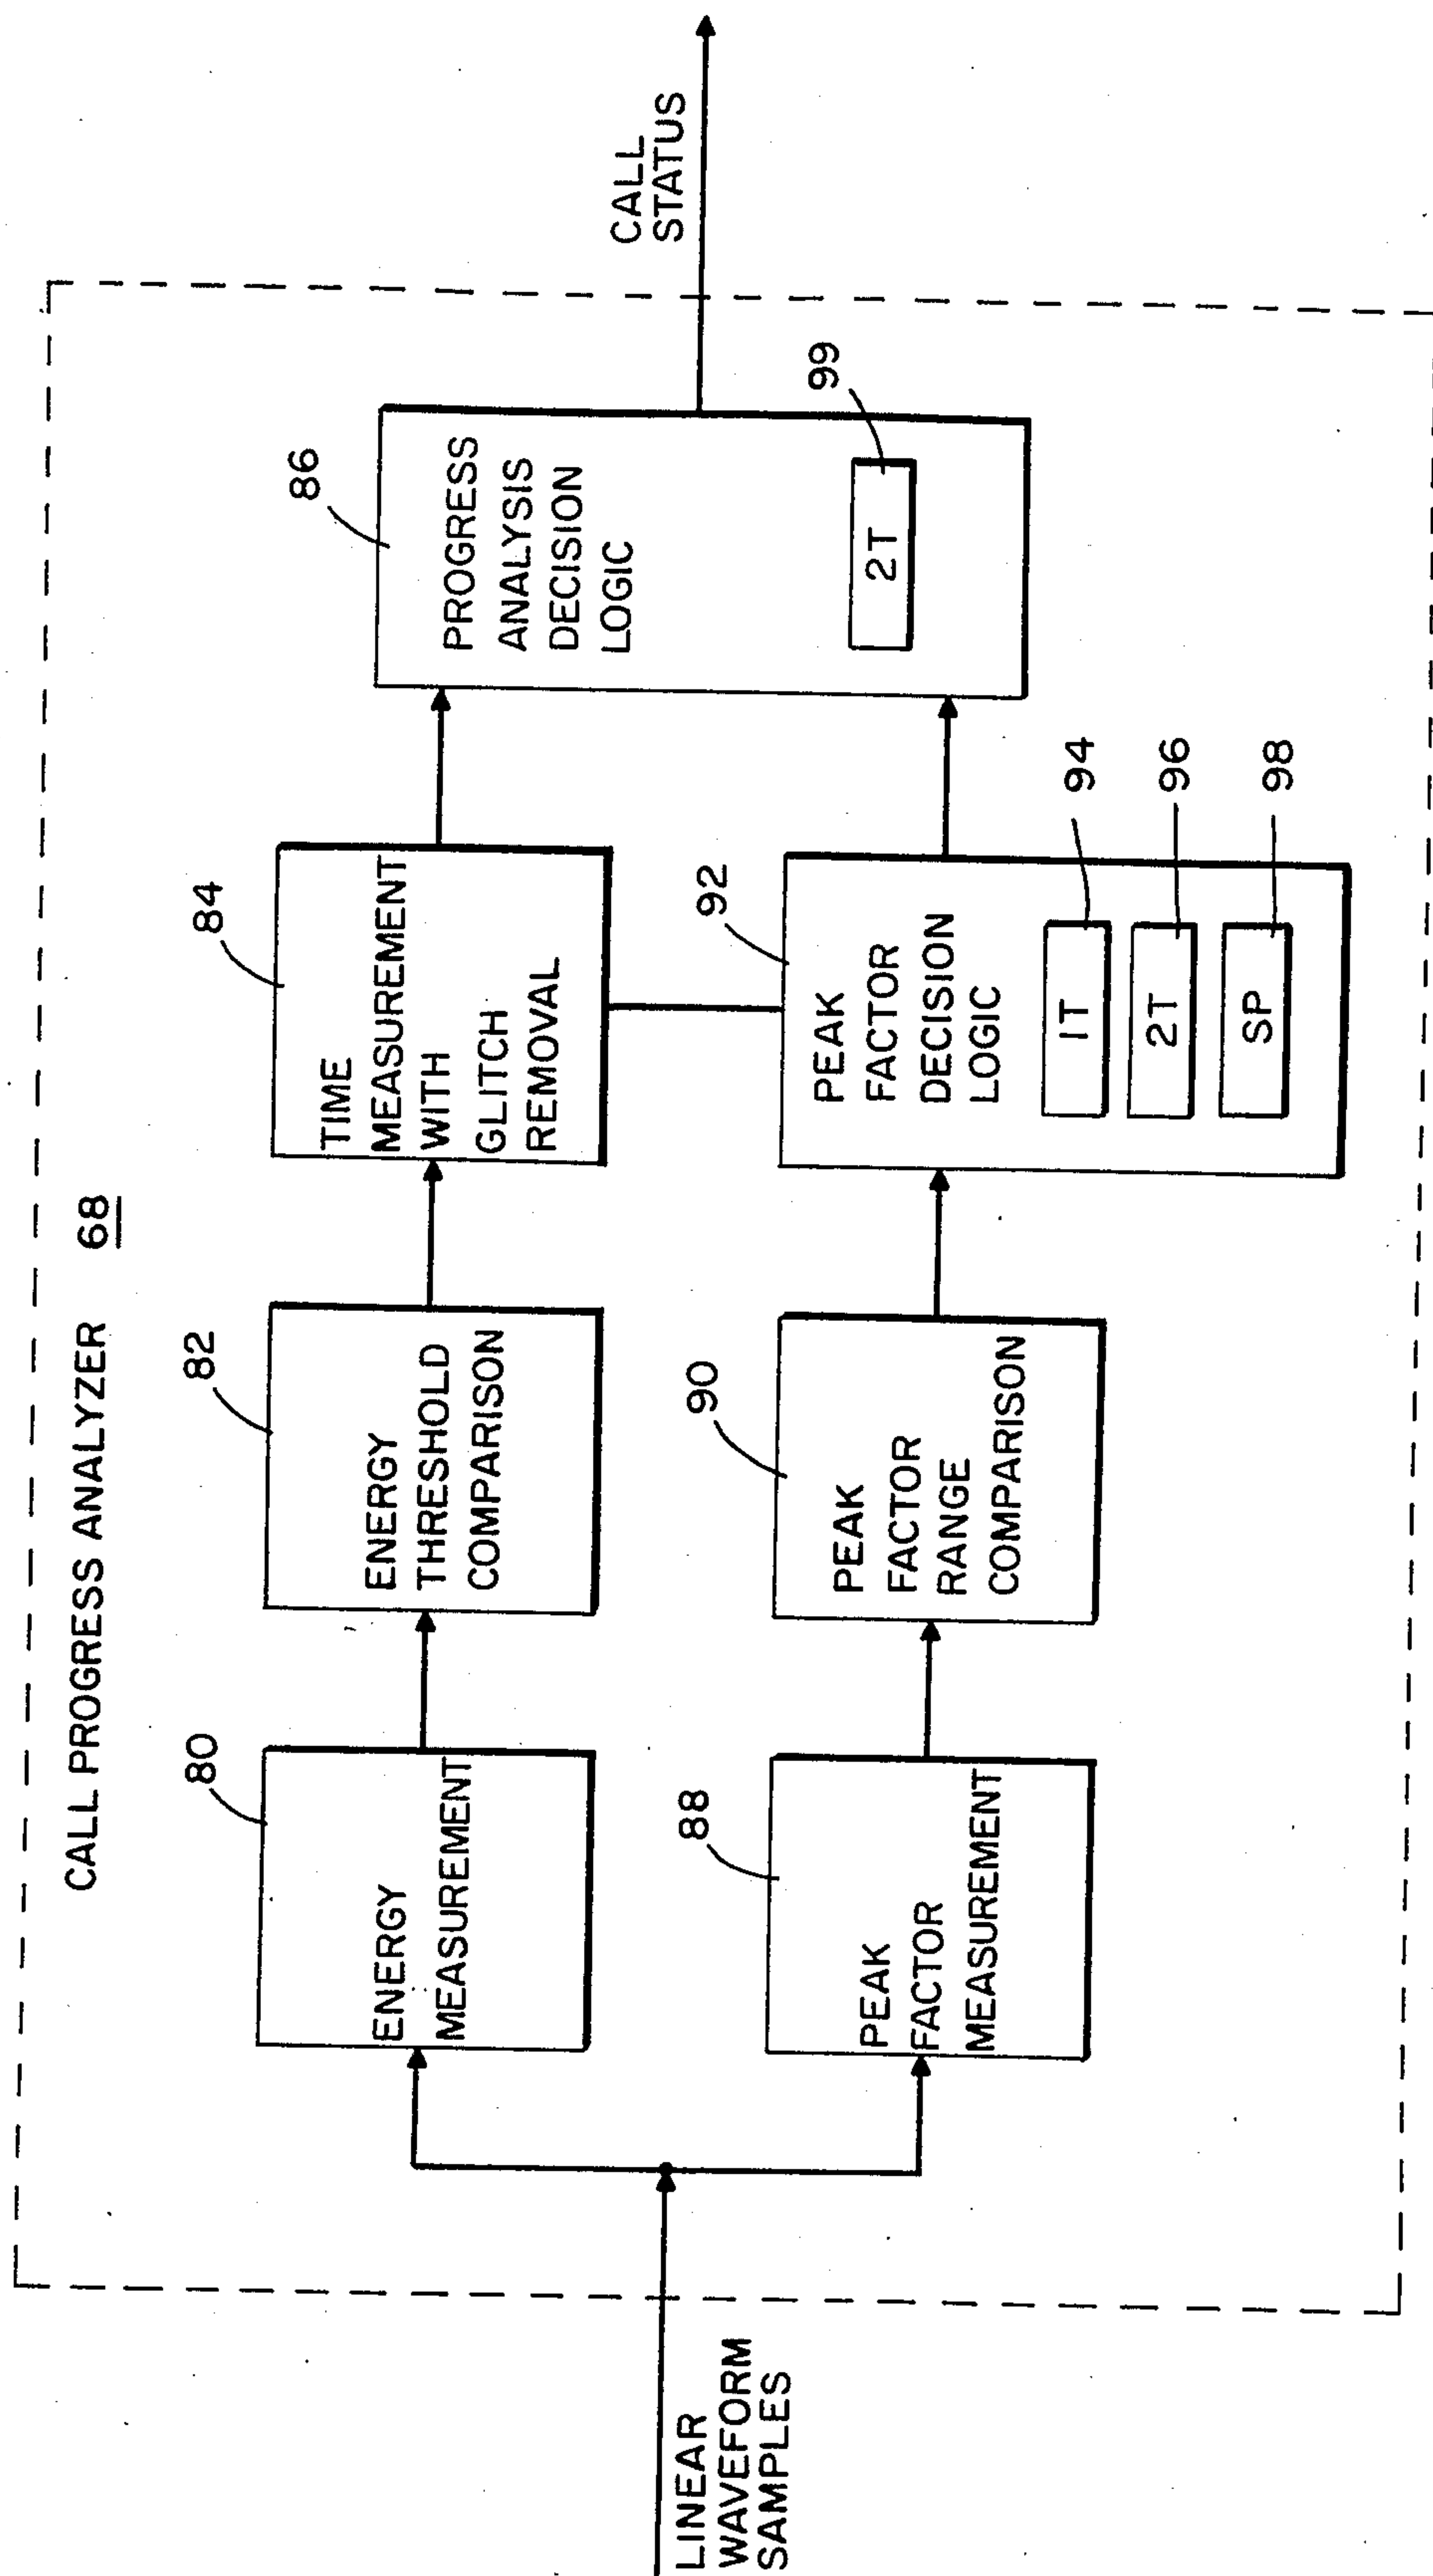 CALL PROGRESS ANALYZER 68
LINEAR
WAVEFORM
SAMPLES
80
ENERGY
MEASUREMENT
82
ENERGY
THRESHOLD
COMPARISON
84
TIME
MEASUREMENT
WITH
GLITCH
REMOVAL
86
PROGRESS
ANALYSIS
DECISION
LOGIC
2T
99
CALL
STATUS
88
PEAK
FACTOR
MEASUREMENT
90
PEAK
FACTOR
RANGE
COMPARISON
92
PEAK
FACTOR
DECISION
LOGIC
1T
94
2T
96
SP
98